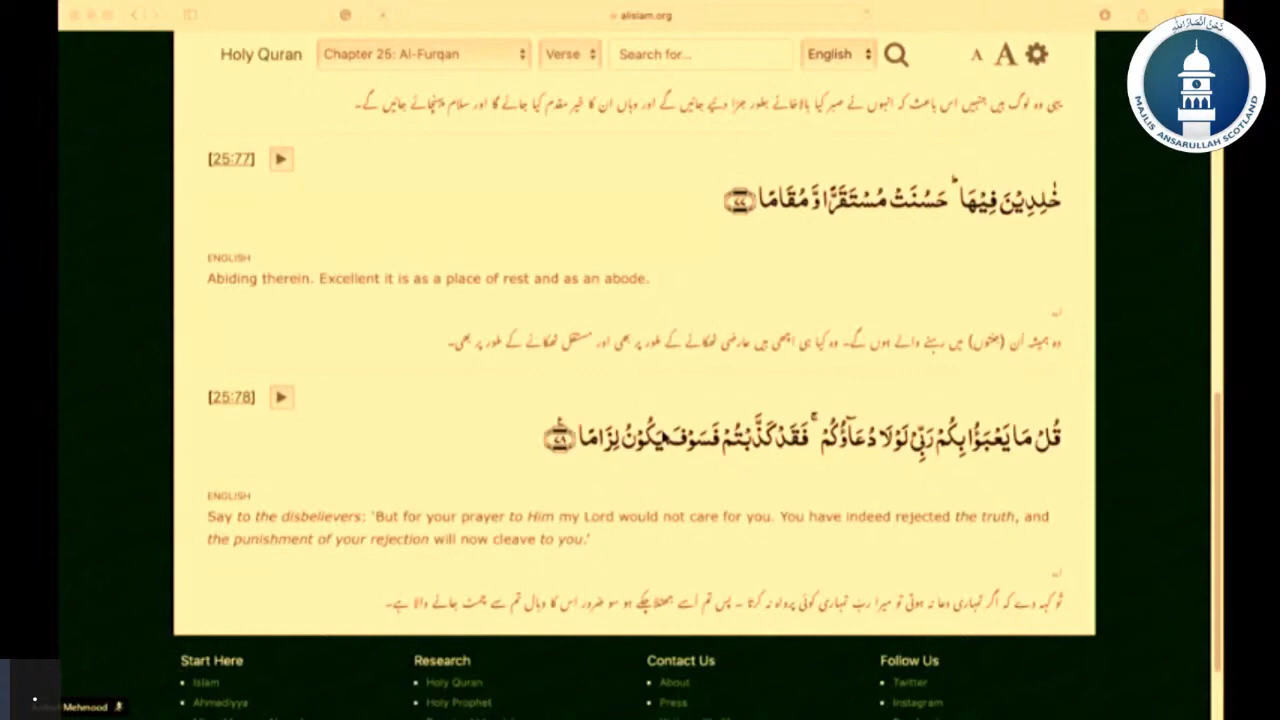 alislam.org
Holy Quran
Chapter 25: Al-Furqan
Verse
Search for...
English
A A
نَحْنُ اَنْصَارُ اللّٰہِ
MAJLIS ANSARULLAH SCOTLAND
یہی وہ لوگ ہیں جنہیں اس باعث کہ انہوں نے صبر کیا بالاخانے بطور جزا دیے جائیں گے اور وہاں ان کا خیر مقدم کیا جائے گا اور سلام پہنچائے جائیں گے۔
[25:77]
خٰلِدِیۡنَ فِیۡہَا ؕ حَسُنَتۡ مُسۡتَقَرًّا وَّ مُقَامًا ﴿۷۷﴾
ENGLISH
Abiding therein. Excellent it is as a place of rest and as an abode.
وہ ہمیشہ اُن (جنتوں) میں رہنے والے ہوں گے۔ وہ کیا ہی اچھی ہیں عارضی ٹھکانے کے طور پر بھی اور مستقل ٹھکانے کے طور پر بھی۔
[25:78]
قُلۡ مَا یَعۡبَؤُا بِکُمۡ رَبِّیۡ لَوۡ لَا دُعَآؤُکُمۡ ۚ فَقَدۡ کَذَّبۡتُمۡ فَسَوۡفَ یَکُوۡنُ لِزَامًا
ENGLISH
Say to the disbelievers: ‘But for your prayer to Him my Lord would not care for you. You have indeed rejected the truth, and
the punishment of your rejection will now cleave to you.’
تُو کہہ دے کہ اگر تمہاری دعا نہ ہوتی تو میرا ربّ تمہاری کوئی پرواہ نہ کرتا ۔ پس تم اُسے جھٹلا چکے ہو سو ضرور اس کا وبال تم سے چمٹ جانے والا ہے۔
Start Here
Islam
Ahmadiyya
Research
Holy Quran
Holy Prophet
Contact Us
About
Press
Follow Us
Twitter
Instagram
Mehmood